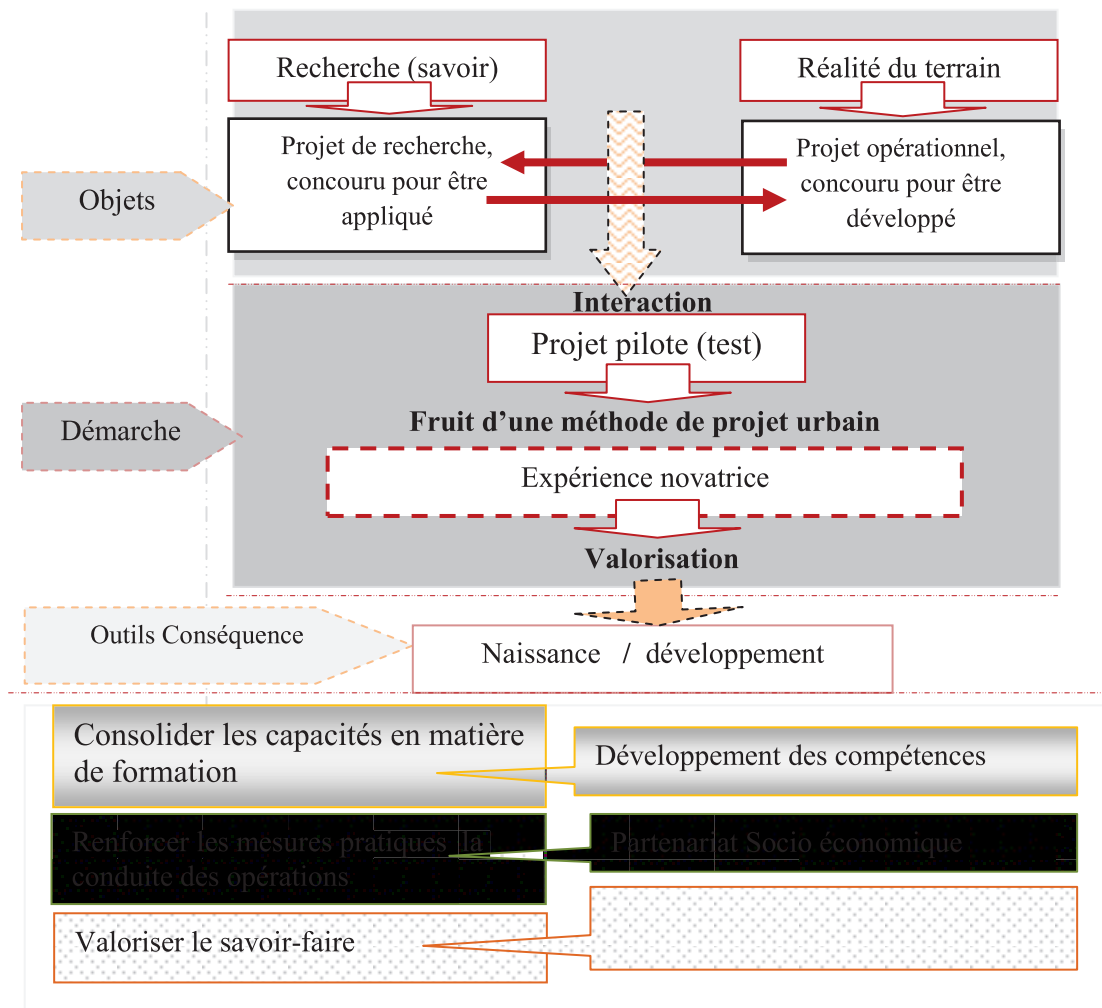 Recherche (savoir)
Réalité du terrain
Projet de recherche,
concouru pour être
appliqué
Projet opérationnel,
concouru pour être
développé
Objets
Interaction
Projet pilote (test)
Démarche
Fruit d’une méthode de projet urbain
Expérience novatrice
Valorisation
Outils Conséquence
Naissance / développement
Consolider les capacités en matière
de formation
Développement des compétences
Renforcer les mesures pratiques la
conduite des opérations
Partenariat Socio économique
Valoriser le savoir-faire